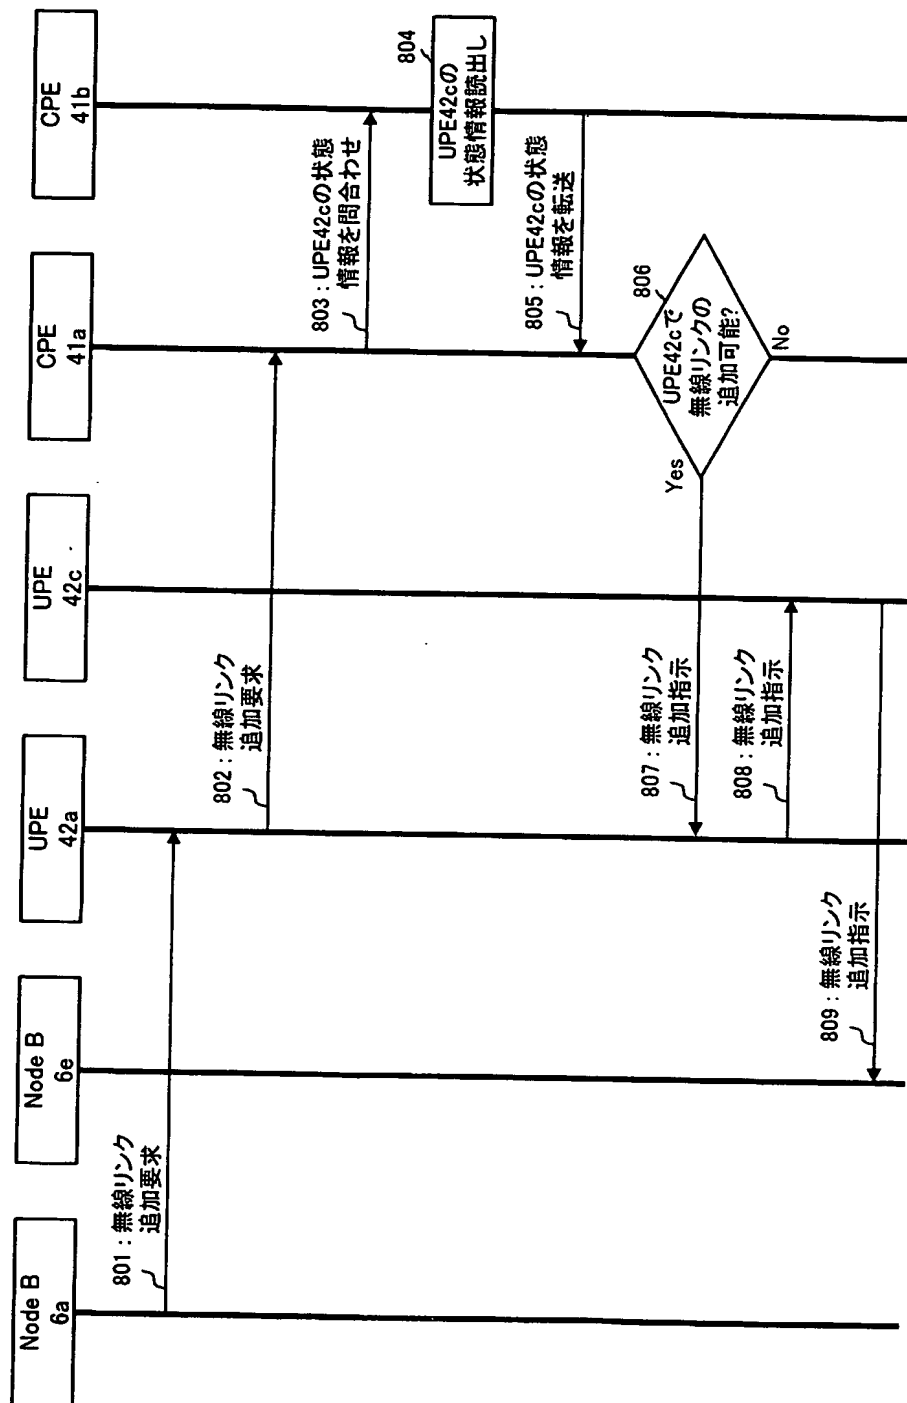 Node B
6a
Node B
6e
UPE
42a
UPE
42c
CPE
41a
CPE
41b
801：無線リンク
追加要求
802：無線リンク
追加要求
803：UPE42cの状態
情報を問合わせ
804
UPE42cの
状態情報読出し
805：UPE42cの状態
情報を転送
806
UPE42cで
無線リンクの
追加可能?
Yes
No
807：無線リンク
追加指示
808：無線リンク
追加指示
809：無線リンク
追加指示